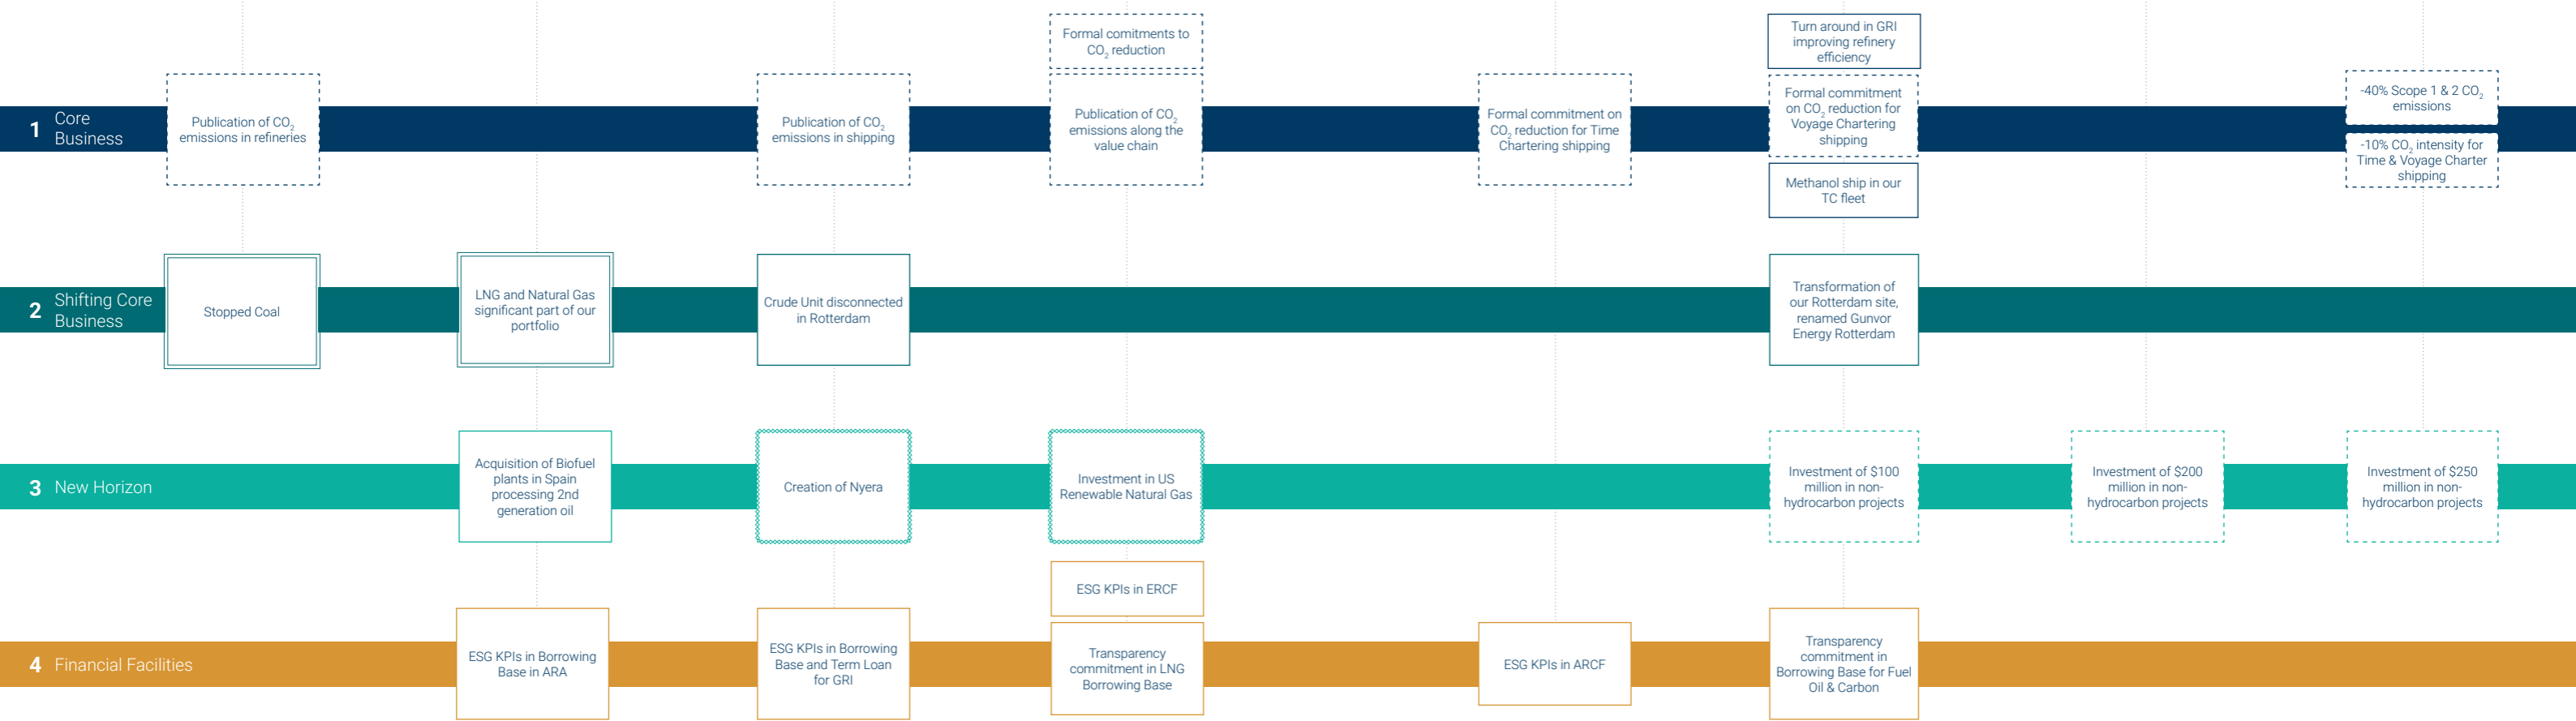 Formal comitments to
CO2 reduction
Turn around in GRI
improving refinery
efficiency
1 Core
Business
Publication of CO2
emissions in refineries
Publication of CO2
emissions in shipping
Publication of CO2
emissions along the
value chain
Formal commitment on
CO2 reduction for Time
Chartering shipping
Formal commitment
on CO2 reduction for
Voyage Chartering
shipping
Methanol ship in our
TC fleet
-40% Scope 1 & 2 CO2
emissions
-10% CO2 intensity for
Time & Voyage Charter
shipping
2 Shifting Core
Business
Stopped Coal
LNG and Natural Gas
significant part of our
portfolio
Crude Unit disconnected
in Rotterdam
Transformation of
our Rotterdam site,
renamed Gunvor
Energy Rotterdam
3 New Horizon
Acquisition of Biofuel
plants in Spain
processing 2nd
generation oil
Creation of Nyera
Investment in US
Renewable Natural Gas
Investment of $100
million in non-
hydrocarbon projects
Investment of $200
million in non-
hydrocarbon projects
Investment of $250
million in non-
hydrocarbon projects
4 Financial Facilities
ESG KPIs in Borrowing
Base in ARA
ESG KPIs in Borrowing
Base and Term Loan
for GRI
ESG KPIs in ERCF
Transparency
commitment in LNG
Borrowing Base
ESG KPIs in ARCF
Transparency
commitment in
Borrowing Base for Fuel
Oil & Carbon